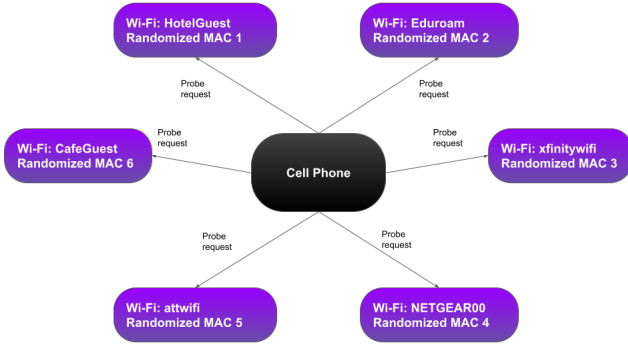 Wi-Fi: HotelGuest
Randomized MAC 1
Wi-Fi: Eduroam
Randomized MAC 2
Probe
request
Probe
request
Wi-Fi: CafeGuest
Randomized MAC 6
Probe
request
Cell Phone
Probe
request
Wi-Fi: xfinitywifi
Randomized MAC 3
Probe
request
Probe
request
Wi-Fi: attwifi
Randomized MAC 5
Wi-Fi: NETGEAR00
Randomized MAC 4